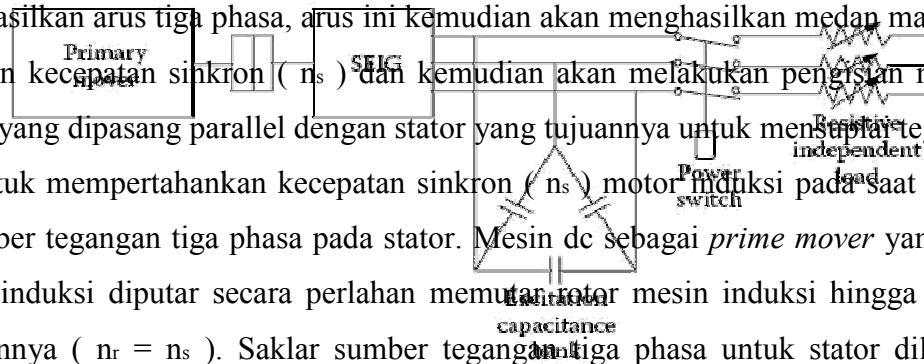 asilkan arus tiga phasa, arus ini kemudian akan menghasilkan medan ma
n kecepatan sinkron ( ns ) dan kemudian akan melakukan pengisian
yang dipasang parallel dengan stator yang tujuannya untuk mensuplai te
tuk mempertahankan kecepatan sinkron ( ns ) motor induksi pada saat
ber tegangan tiga phasa pada stator. Mesin dc sebagai prime mover yan
induksi diputar secara perlahan memutar rotor mesin induksi hingga
nnya ( nr = ns ). Saklar sumber tegangan tiga phasa untuk stator di
Primary
mover
SEIG
Resistive
independent
load
Power
switch
Excitation
capacitance
bank